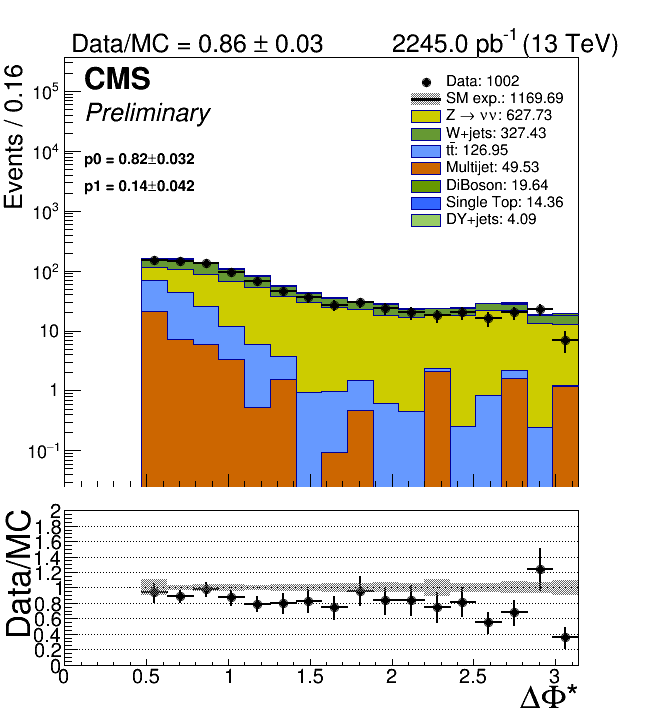 Data/MC = 0.86 ± 0.03 2245.0 pb⁻¹ (13 TeV)
CMS
Preliminary
p0 = 0.82±0.032
p1 = 0.14±0.042
Data: 1002
SM exp.: 1169.69
Z → νν: 627.73
W+jets: 327.43
tt̄: 126.95
Multijet: 49.53
DiBoson: 19.64
Single Top: 14.36
DY+jets: 4.09
Events / 0.16
10⁵
10⁴
10³
10²
10
1
10⁻¹
Data/MC
2
1.8
1.6
1.4
1.2
1
0.8
0.6
0.4
0.2
0
0 0.5 1 1.5 2 2.5 3
ΔΦ*